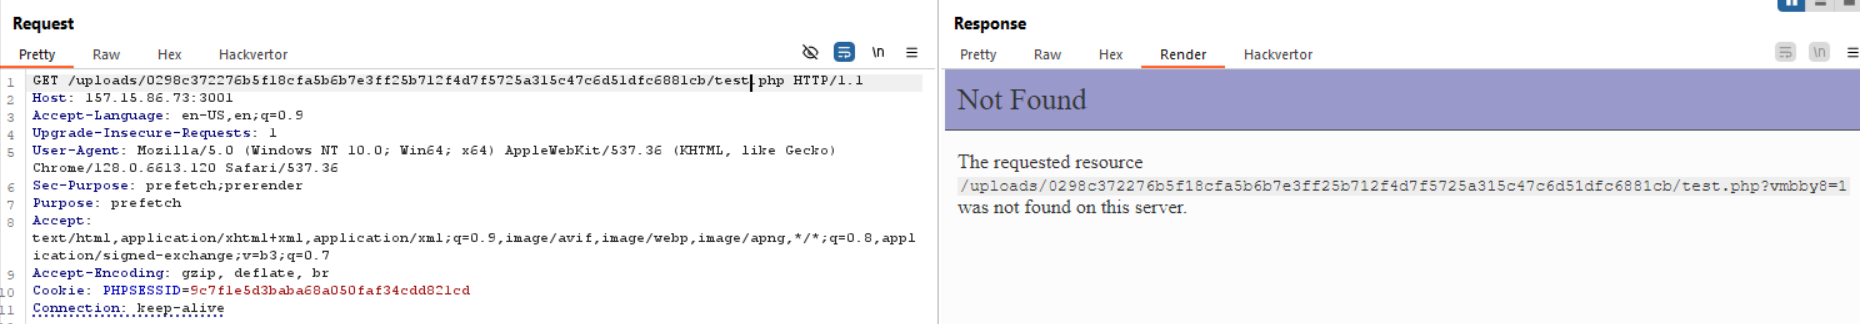 Request
Response
Pretty Raw Hex Hackvertor \n
Pretty Raw Hex Render Hackvertor \n
1 GET /uploads/0298c372276b5f18cfa5b6b7e3ff25b712f4d7f5725a315c47c6d51dfc6881cb/test.php HTTP/1.1
2 Host: 157.15.86.73:3001
3 Accept-Language: en-US,en;q=0.9
4 Upgrade-Insecure-Requests: 1
5 User-Agent: Mozilla/5.0 (Windows NT 10.0; Win64; x64) AppleWebKit/537.36 (KHTML, like Gecko)
Chrome/128.0.6613.120 Safari/537.36
6 Sec-Purpose: prefetch;prerender
7 Purpose: prefetch
8 Accept:
text/html,application/xhtml+xml,application/xml;q=0.9,image/avif,image/webp,image/apng,*/*;q=0.8,appl
ication/signed-exchange;v=b3;q=0.7
9 Accept-Encoding: gzip, deflate, br
10 Cookie: PHPSESSID=9c7f1e5d3baba68a050faf34cdd821cd
11 Connection: keep-alive
Not Found
The requested resource
/uploads/0298c372276b5f18cfa5b6b7e3ff25b712f4d7f5725a315c47c6d51dfc6881cb/test.php?vmbby8=1
was not found on this server.